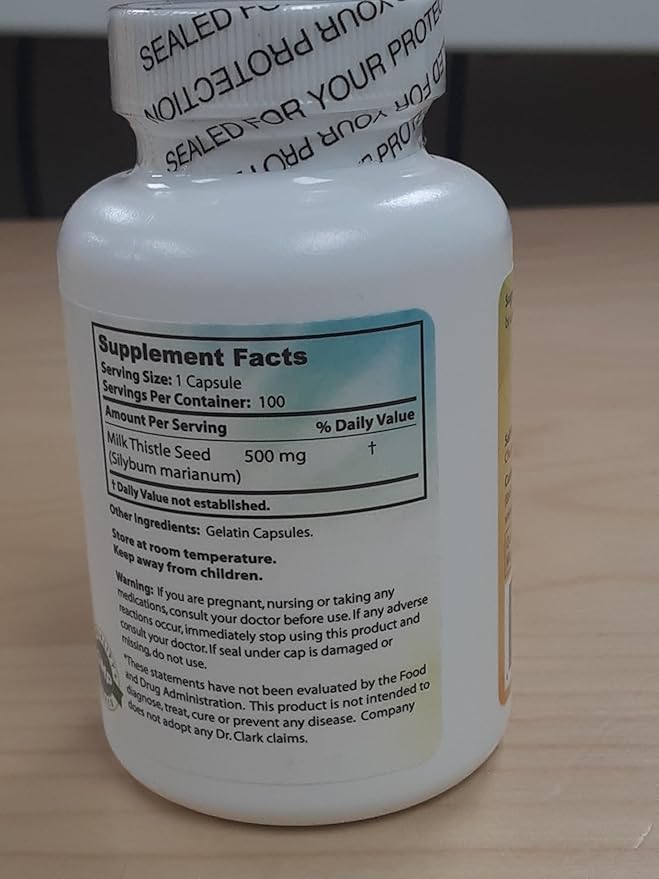 SEALED FOR YOUR
PROTECTION
SEALED FOR YOUR PROTE
SEALED FOR YOUR
Supplement Facts
Serving Size: 1 Capsule
Servings Per Container: 100
Amount Per Serving % Daily Value
Milk Thistle Seed 500 mg †
(Silybum marianum)
† Daily Value not established.
Other Ingredients: Gelatin Capsules.
Store at room temperature.
Keep away from children.
Warning: If you are pregnant, nursing or taking any
medications, consult your doctor before use. If any adverse
reactions occur, immediately stop using this product and
consult your doctor. If seal under cap is damaged or
missing, do not use.
*These statements have not been evaluated by the Food
and Drug Administration. This product is not intended to
diagnose, treat, cure or prevent any disease. Company
does not adopt any Dr. Clark claims.